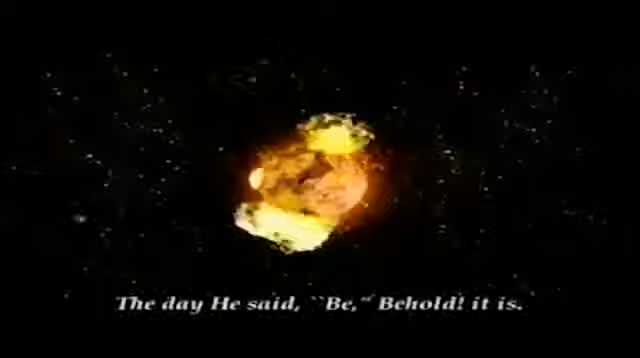 The day He said, ``Be,'' Behold! it is.